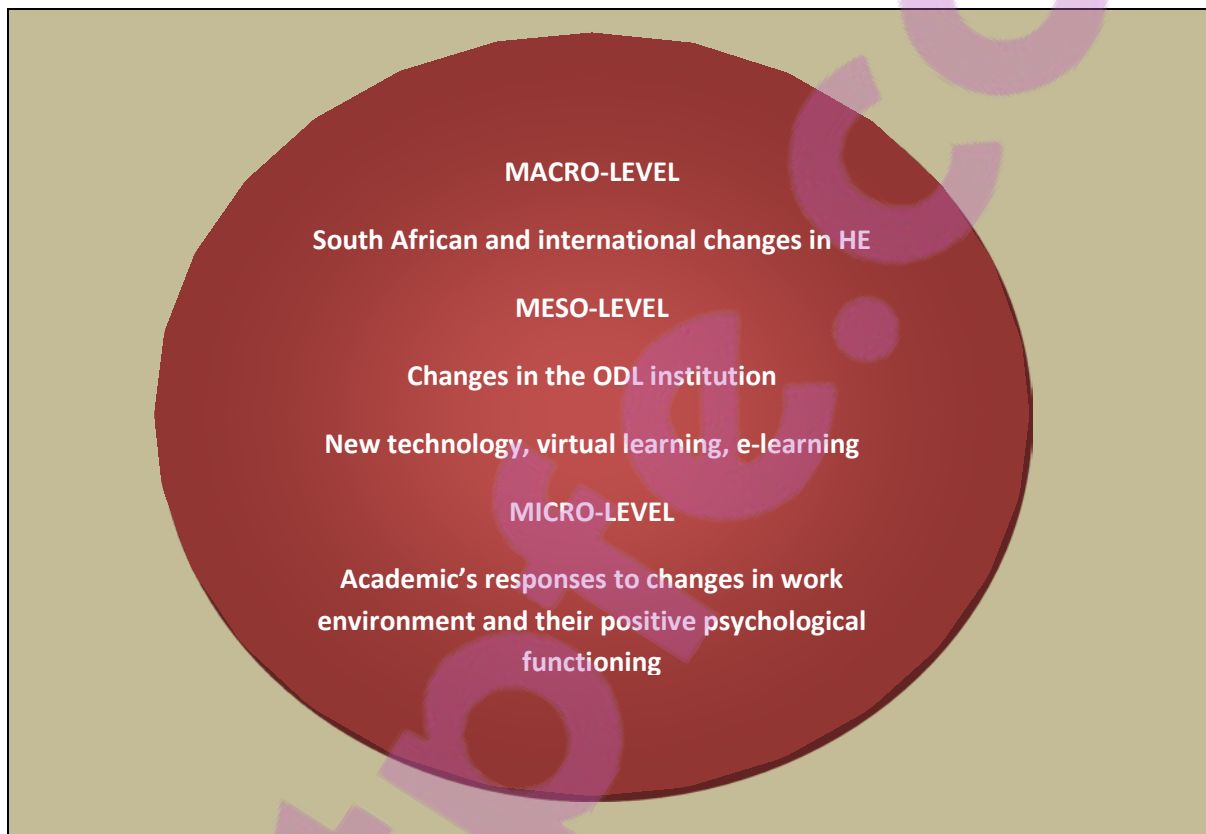 MACRO-LEVEL
South African and international changes in HE
MESO-LEVEL
Changes in the ODL institution
New technology, virtual learning, e-learning
MICRO-LEVEL
Academic's responses to changes in work
environment and their positive psychological
functioning